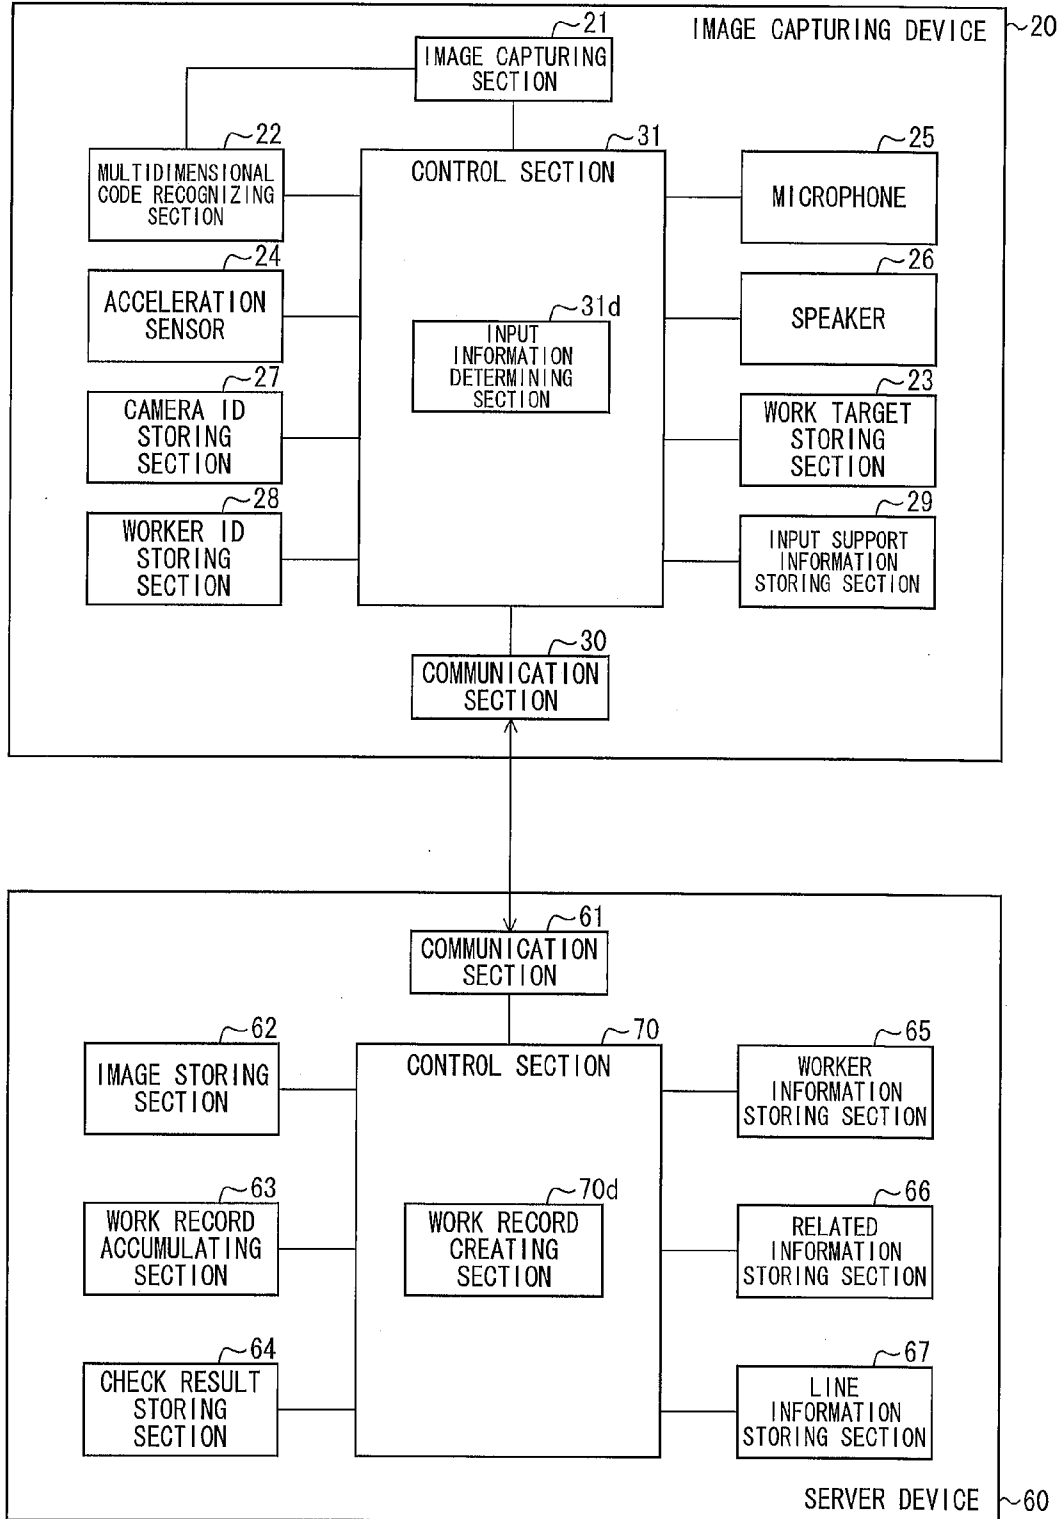 IMAGE CAPTURING DEVICE
20
21
IMAGE CAPTURING
SECTION
22
MULTIDIMENSIONAL
CODE RECOGNIZING
SECTION
31
CONTROL SECTION
25
MICROPHONE
24
ACCELERATION
SENSOR
31d
INPUT
INFORMATION
DETERMINING
SECTION
26
SPEAKER
27
CAMERA ID
STORING
SECTION
23
WORK TARGET
STORING
SECTION
28
WORKER ID
STORING
SECTION
29
INPUT SUPPORT
INFORMATION
STORING SECTION
30
COMMUNICATION
SECTION
61
COMMUNICATION
SECTION
62
IMAGE STORING
SECTION
70
CONTROL SECTION
65
WORKER
INFORMATION
STORING SECTION
63
WORK RECORD
ACCUMULATING
SECTION
70d
WORK RECORD
CREATING
SECTION
66
RELATED
INFORMATION
STORING SECTION
64
CHECK RESULT
STORING
SECTION
67
LINE
INFORMATION
STORING SECTION
SERVER DEVICE
60